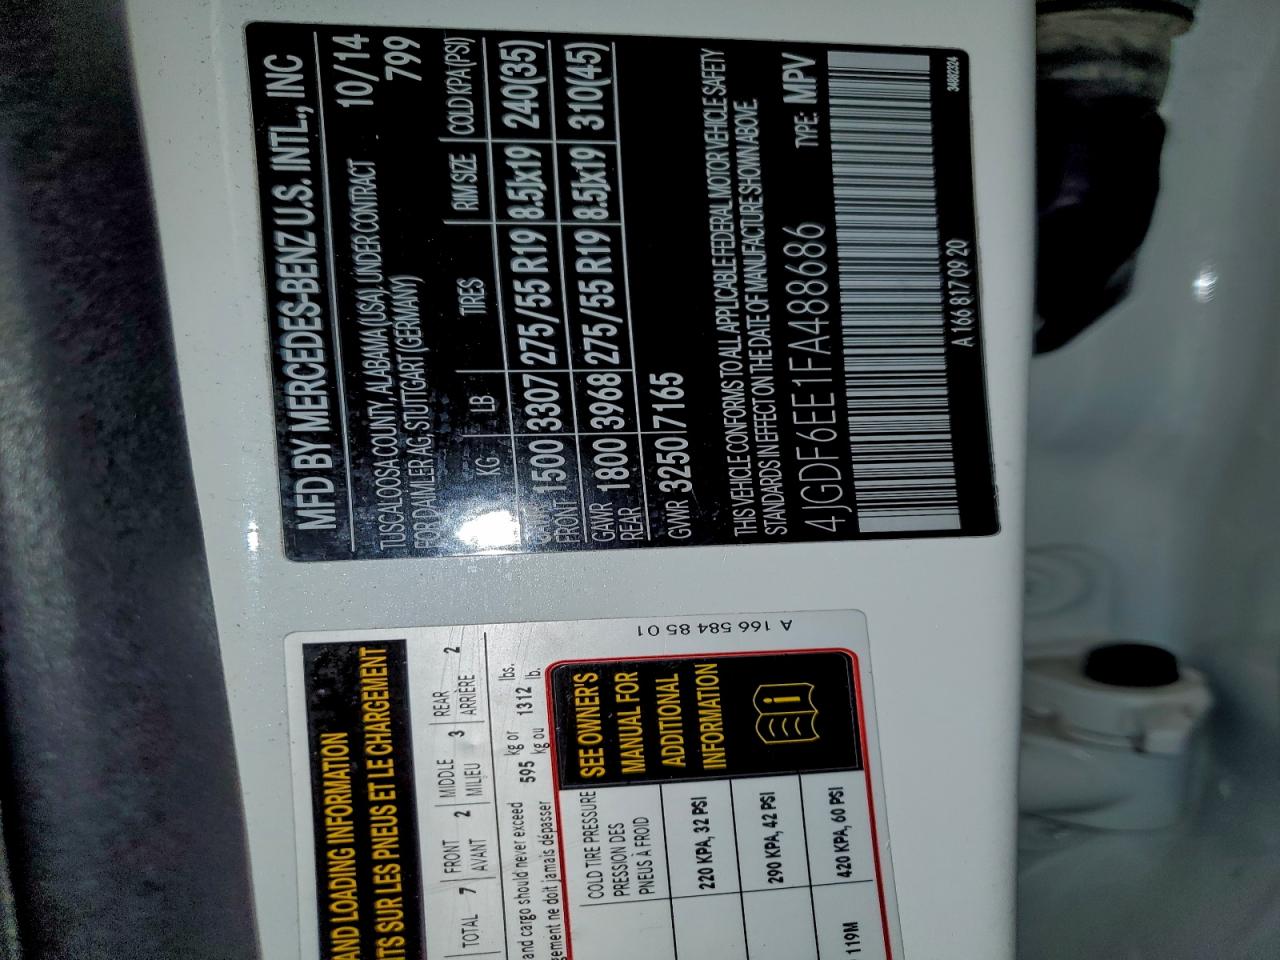 MFD BY MERCEDES-BENZ U.S. INTL., INC
10/14
TUSCALOOSA COUNTY, ALABAMA (USA), UNDER CONTRACT
FOR DAIMLER AG, STUTTGART (GERMANY)
799
KG LB TIRES RIM SIZE COLD KPA (PSI)
FRONT 1500 3307 275/55 R19 8.5Jx19 240(35)
GAWR
REAR 1800 3968 275/55 R19 8.5Jx19 310(45)
GVWR 3250 7165
THIS VEHICLE CONFORMS TO ALL APPLICABLE FEDERAL MOTOR VEHICLE SAFETY
STANDARDS IN EFFECT ON THE DATE OF MANUFACTURE SHOWN ABOVE
4JGDF6EE1FA488686 TYPE: MPV
A 166 817 09 20
34862324
AND LOADING INFORMATION
TS SUR LES PNEUS ET LE CHARGEMENT
TOTAL 7 FRONT 2 MIDDLE 3 REAR 2
AVANT MILIEU ARRIÈRE
and cargo should never exceed 595 kg or 1312 lbs.
gement ne doit jamais dépasser kg ou lb.
COLD TIRE PRESSURE
PRESSION DES
PNEUS À FROID
220 KPA, 32 PSI
290 KPA, 42 PSI
119M 420 KPA, 60 PSI
SEE OWNER'S
MANUAL FOR
ADDITIONAL
INFORMATION
A 166 584 85 01